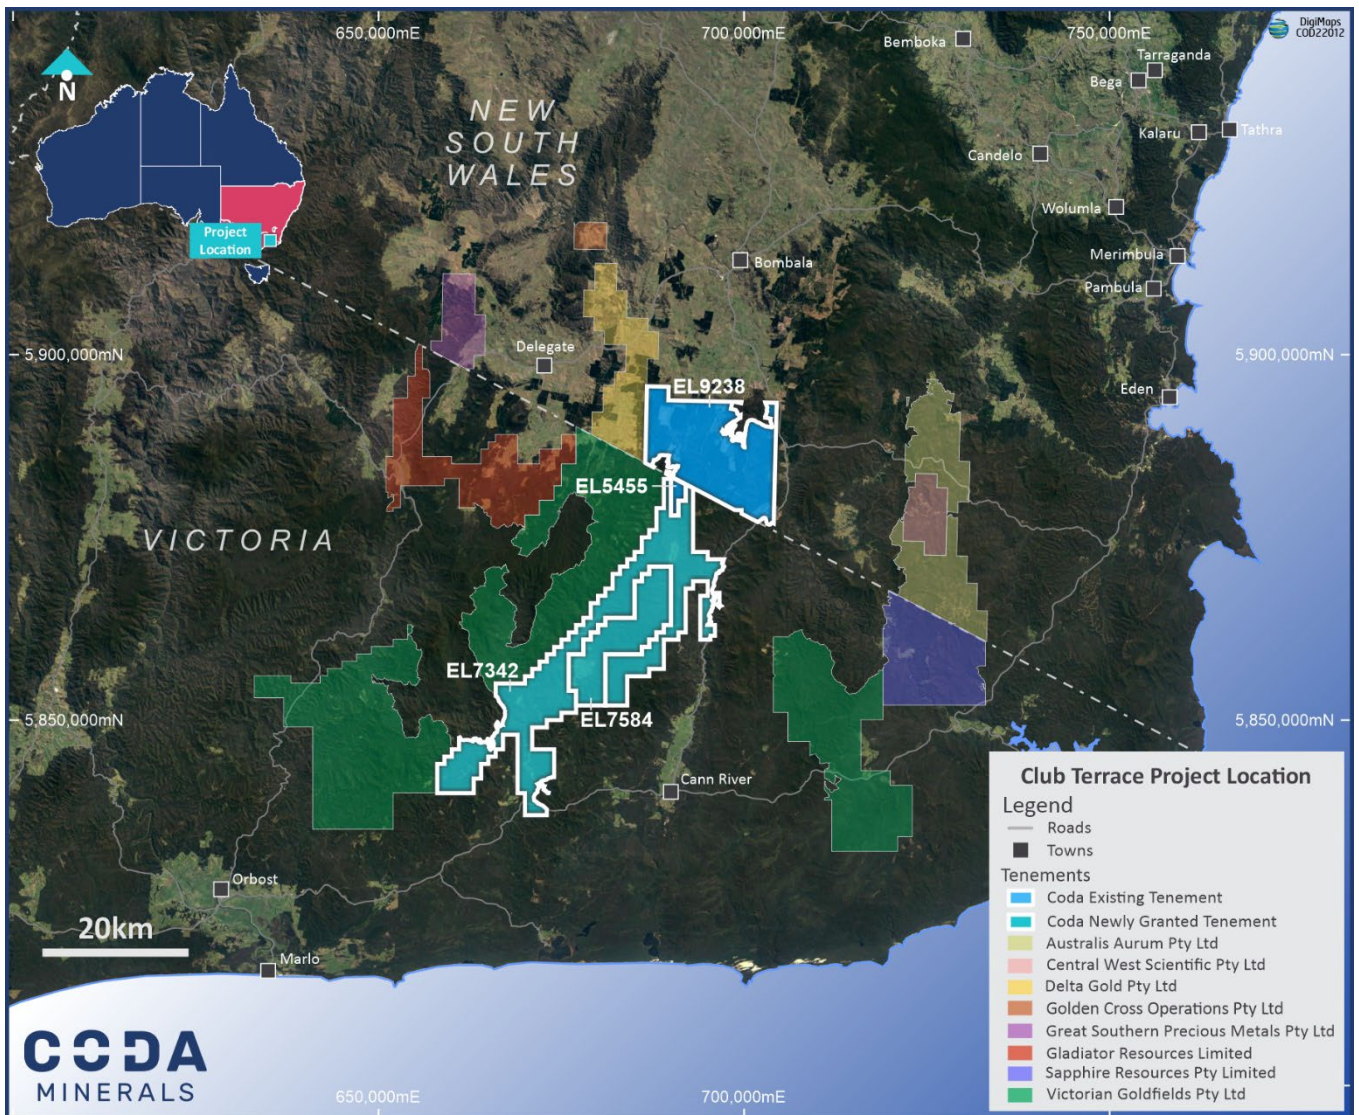 650,000mE
700,000mE
750,000mE
DigiMaps
COD22012
N
NEW
SOUTH
WALES
Project
Location
Bemboka
Tarraganda
Bega
Kalaru
Tathra
Candelo
Wolumla
Merimbula
Pambula
Bombala
5,900,000mN
Delegate
5,900,000mN
EL9238
Eden
EL5455
VICTORIA
EL7342
EL7584
5,850,000mN
5,850,000mN
Cann River
Orbost
20km
Marlo
Club Terrace Project Location
Legend
Roads
Towns
Tenements
Coda Existing Tenement
Coda Newly Granted Tenement
Australis Aurum Pty Ltd
Central West Scientific Pty Ltd
Delta Gold Pty Ltd
Golden Cross Operations Pty Ltd
Great Southern Precious Metals Pty Ltd
Gladiator Resources Limited
Sapphire Resources Pty Limited
Victorian Goldfields Pty Ltd
CODA
MINERALS
650,000mE
700,000mE